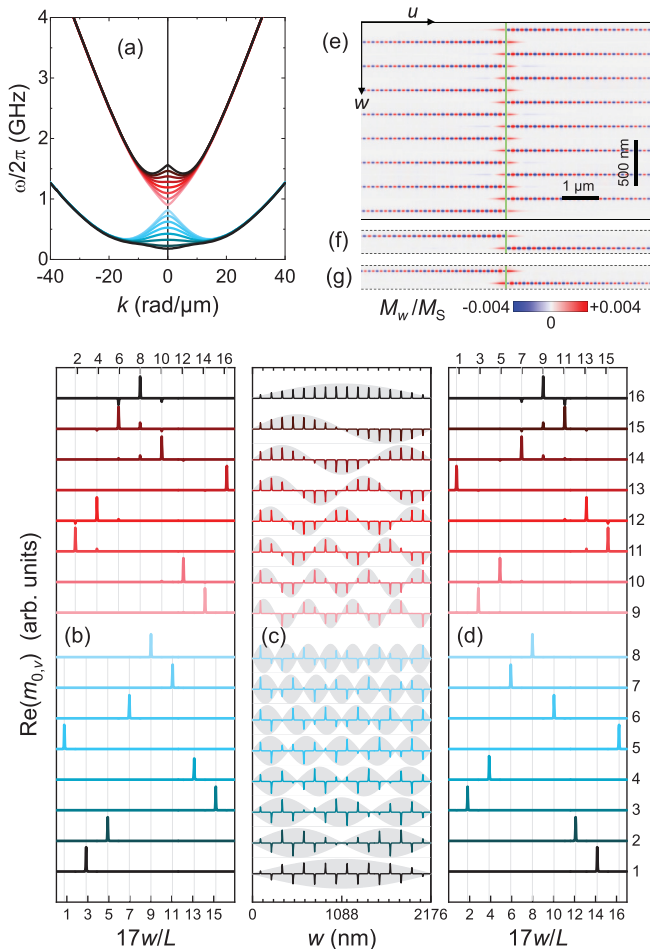 4
3
2
1
0
ω/2π (GHz)
(a)
-40 -20 0 20 40
k (rad/μm)
u
(e)
w
500 nm
1 μm
(f)
(g)
M_w/M_S -0.004 +0.004
0
2 4 6 8 10 12 14 16
1 3 5 7 9 11 15
16
15
14
13
12
11
10
9
8
7
6
5
4
3
2
1
Re(m_{0,v}) (arb. units)
(b)
(c)
(d)
1 3 5 7 9 11 13 15
0 1088 2176
2 4 6 8 10 12 14 16
17w/L
w (nm)
17w/L